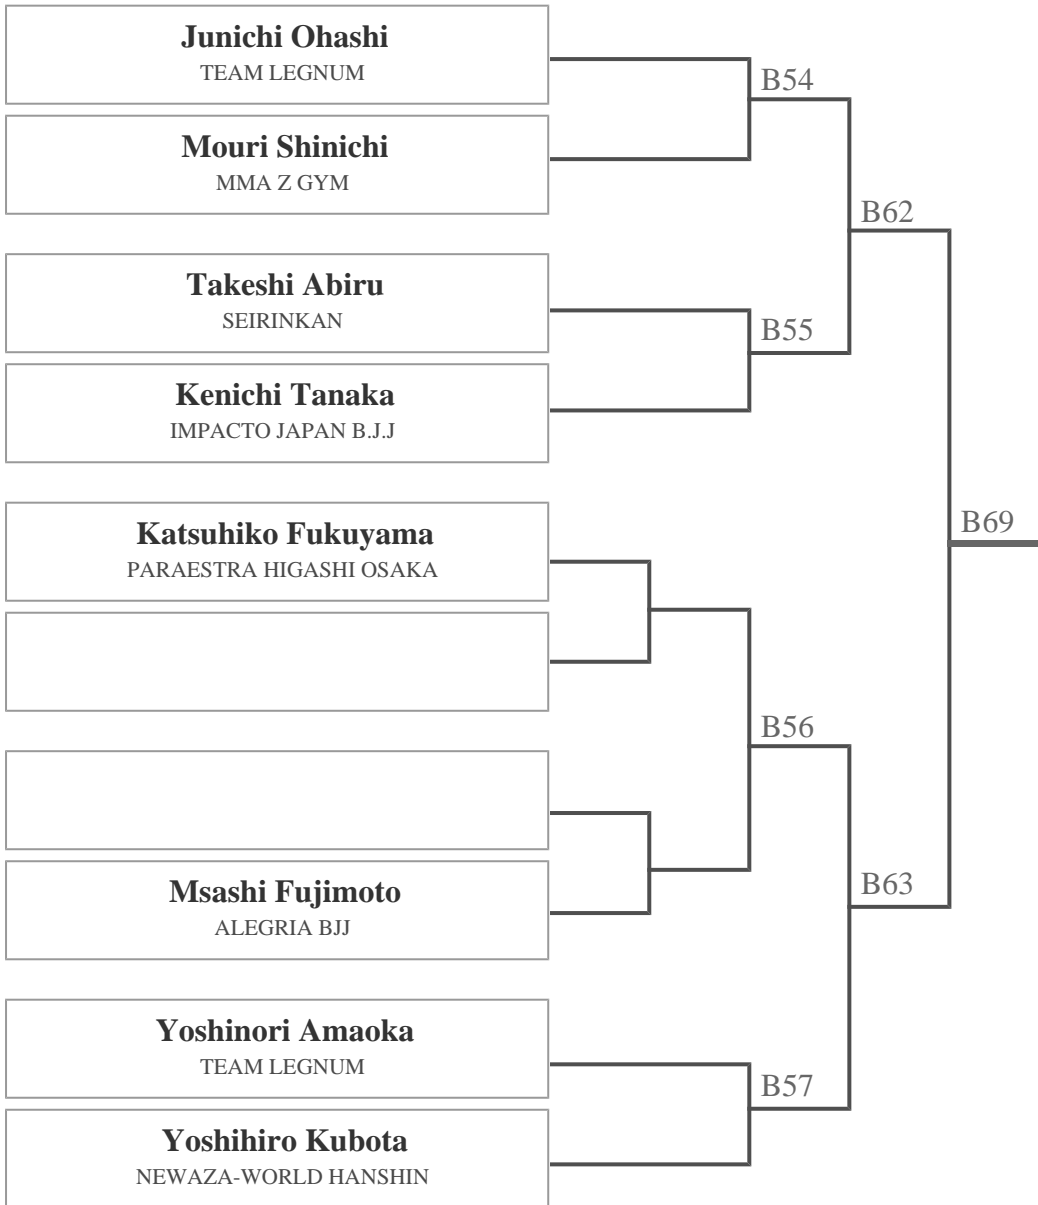 Junichi Ohashi
TEAM LEGNUM
B54
Mouri Shinichi
MMA Z GYM
B62
Takeshi Abiru
SEIRINKAN
B55
Kenichi Tanaka
IMPACTO JAPAN B.J.J
Katsuhiko Fukuyama
PARAESTRA HIGASHI OSAKA
B69
B56
Msashi Fujimoto
ALEGRIA BJJ
B63
Yoshinori Amaoka
TEAM LEGNUM
B57
Yoshihiro Kubota
NEWAZA-WORLD HANSHIN